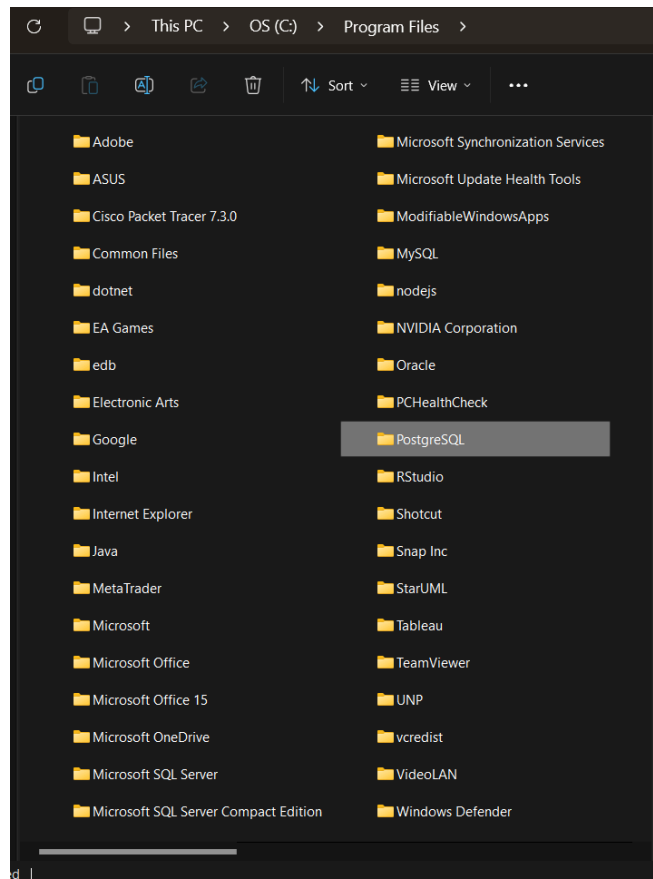 This PC > OS (C:) > Program Files >
Sort View
Adobe
ASUS
Cisco Packet Tracer 7.3.0
Common Files
dotnet
EA Games
edb
Electronic Arts
Google
Intel
Internet Explorer
Java
MetaTrader
Microsoft
Microsoft Office
Microsoft Office 15
Microsoft OneDrive
Microsoft SQL Server
Microsoft SQL Server Compact Edition
Microsoft Synchronization Services
Microsoft Update Health Tools
ModifiableWindowsApps
MySQL
nodejs
NVIDIA Corporation
Oracle
PCHealthCheck
PostgreSQL
RStudio
Shotcut
Snap Inc
StarUML
Tableau
TeamViewer
UNP
vcredist
VideoLAN
Windows Defender